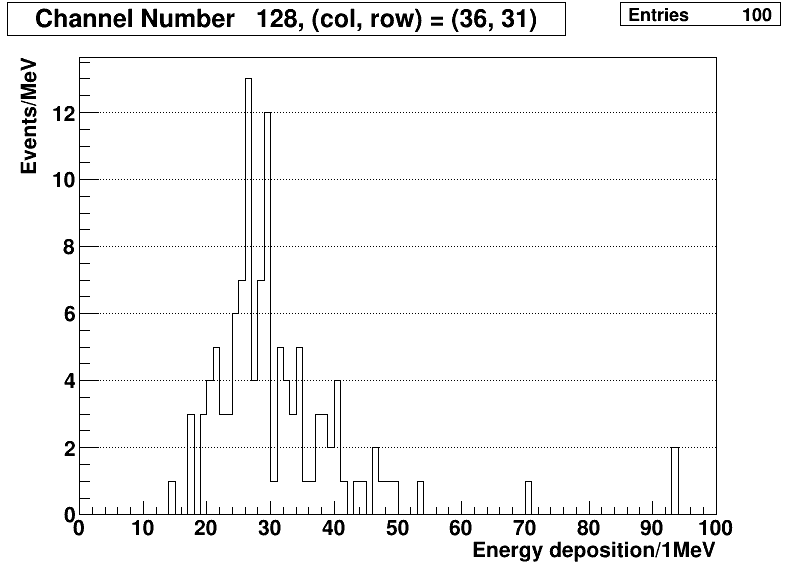 Channel Number 128, (col, row) = (36, 31)
Entries 100
Events/MeV
12
10
8
6
4
2
0
0 10 20 30 40 50 60 70 80 90 100
Energy deposition/1MeV